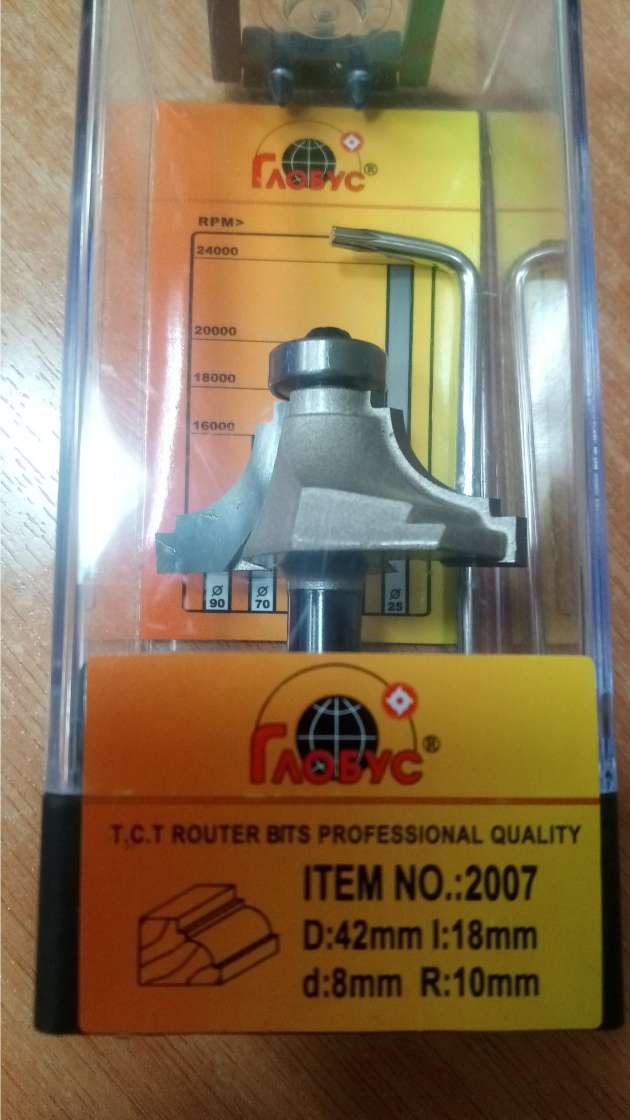 ГЛОБУС®
RPM>
24000
20000
18000
16000
Ø Ø Ø
90 70 25
ГЛОБУС®
T,C.T ROUTER BITS PROFESSIONAL QUALITY
ITEM NO.:2007
D:42mm I:18mm
d:8mm R:10mm